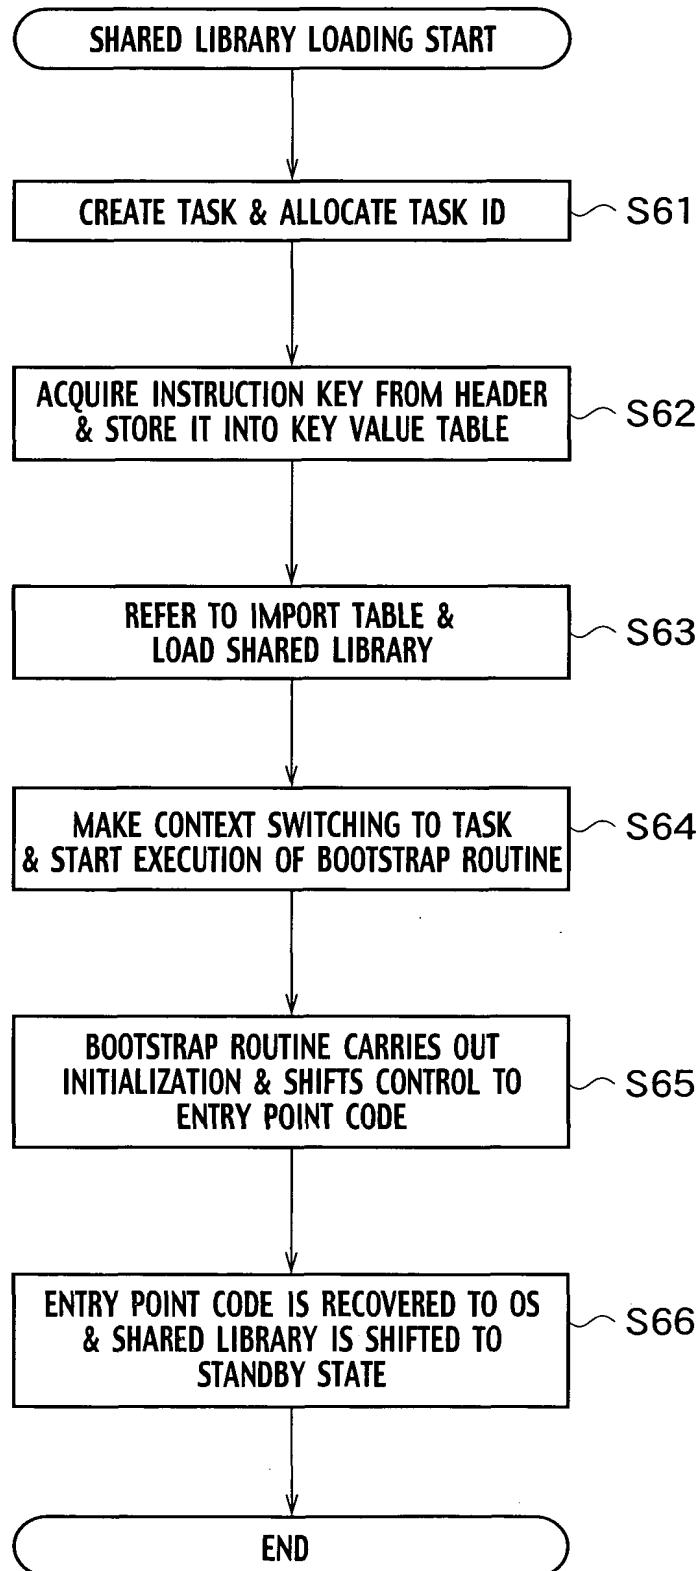 SHARED LIBRARY LOADING START
CREATE TASK & ALLOCATE TASK ID
S61
ACQUIRE INSTRUCTION KEY FROM HEADER
& STORE IT INTO KEY VALUE TABLE
S62
REFER TO IMPORT TABLE &
LOAD SHARED LIBRARY
S63
MAKE CONTEXT SWITCHING TO TASK
& START EXECUTION OF BOOTSTRAP ROUTINE
S64
BOOTSTRAP ROUTINE CARRIES OUT
INITIALIZATION & SHIFTS CONTROL TO
ENTRY POINT CODE
S65
ENTRY POINT CODE IS RECOVERED TO OS
& SHARED LIBRARY IS SHIFTED TO
STANDBY STATE
S66
END